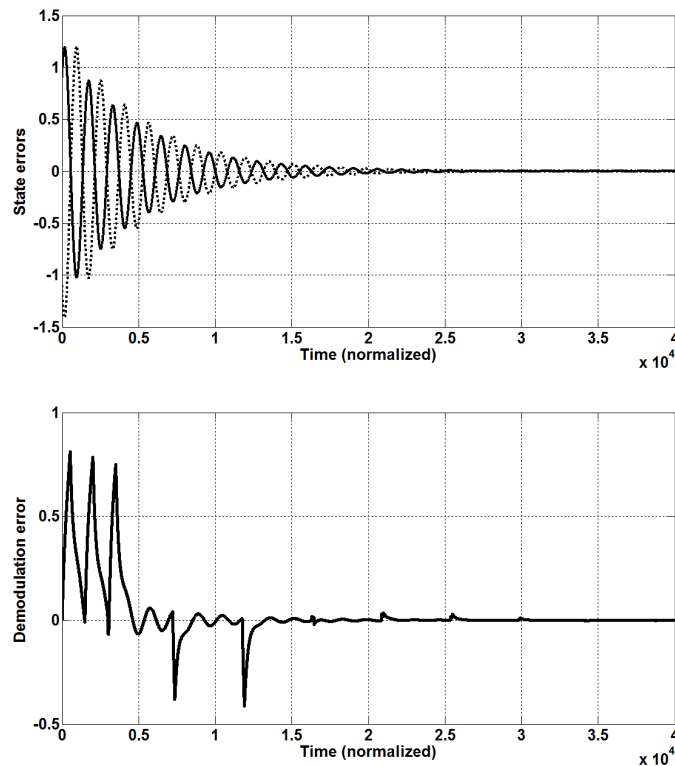 1.5
1
0.5
0
-0.5
-1
-1.5
State errors
0 0.5 1 1.5 2 2.5 3 3.5 4
Time (normalized)
x 10^4
1
0.5
0
-0.5
Demodulation error
0 0.5 1 1.5 2 2.5 3 3.5 4
Time (normalized)
x 10^4